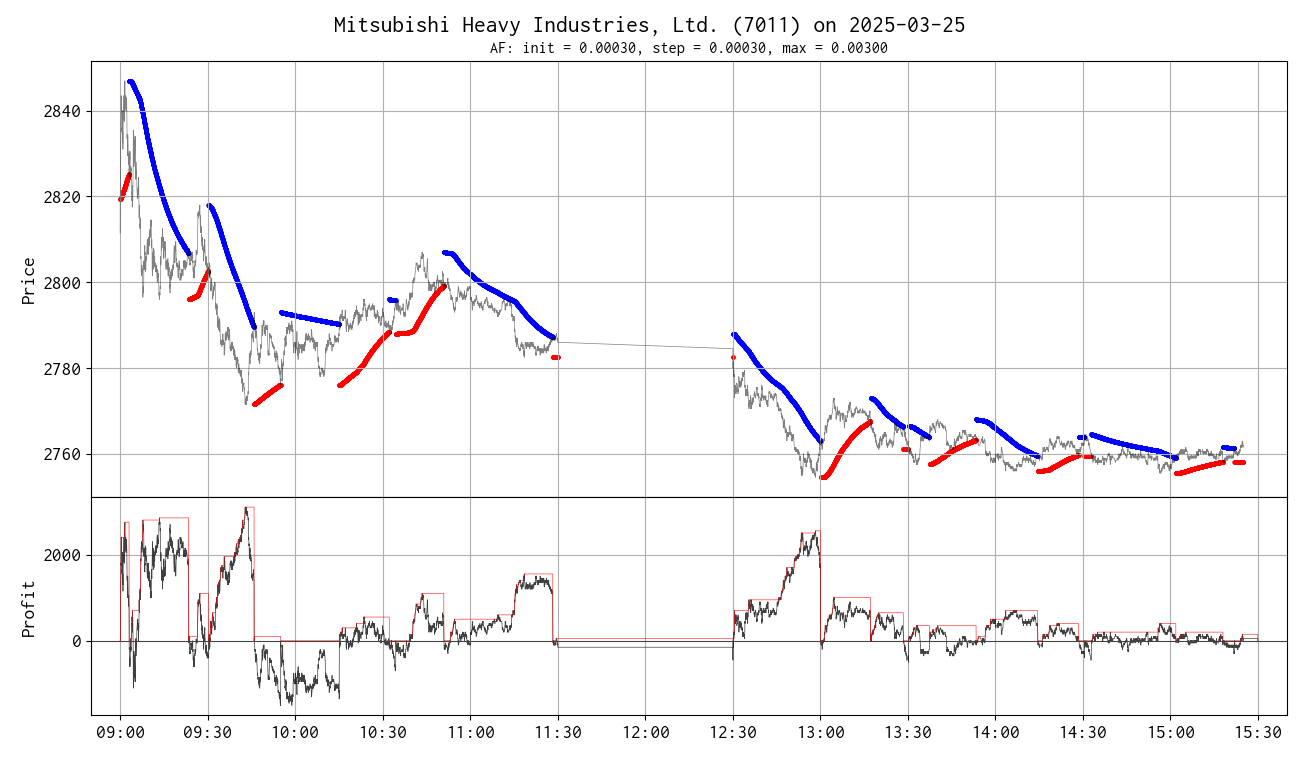 Mitsubishi Heavy Industries, Ltd. (7011) on 2025-03-25
AF: init = 0.00030, step = 0.00030, max = 0.00300
Price
2840
2820
2800
2780
2760
Profit
2000
0
09:00 09:30 10:00 10:30 11:00 11:30 12:00 12:30 13:00 13:30 14:00 14:30 15:00 15:30